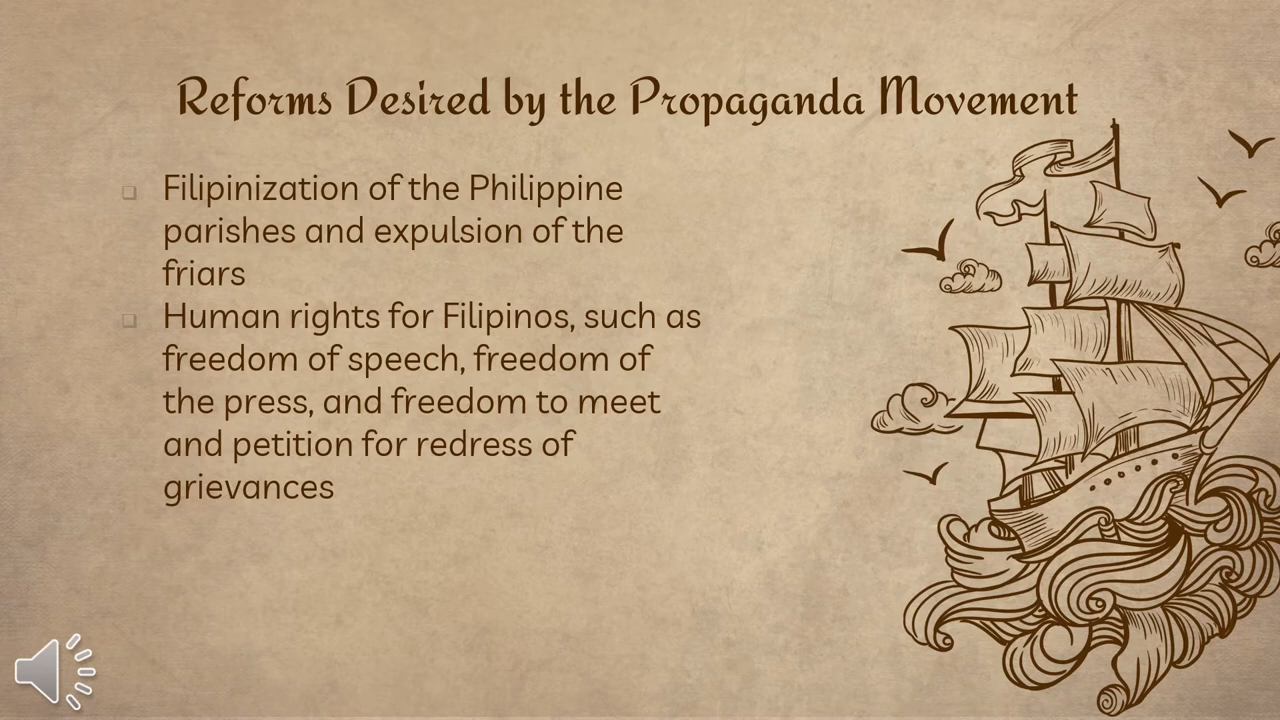 Reforms Desired by the Propaganda Movement
Filipinization of the Philippine
parishes and expulsion of the
friars
Human rights for Filipinos, such as
freedom of speech, freedom of
the press, and freedom to meet
and petition for redress of
grievances